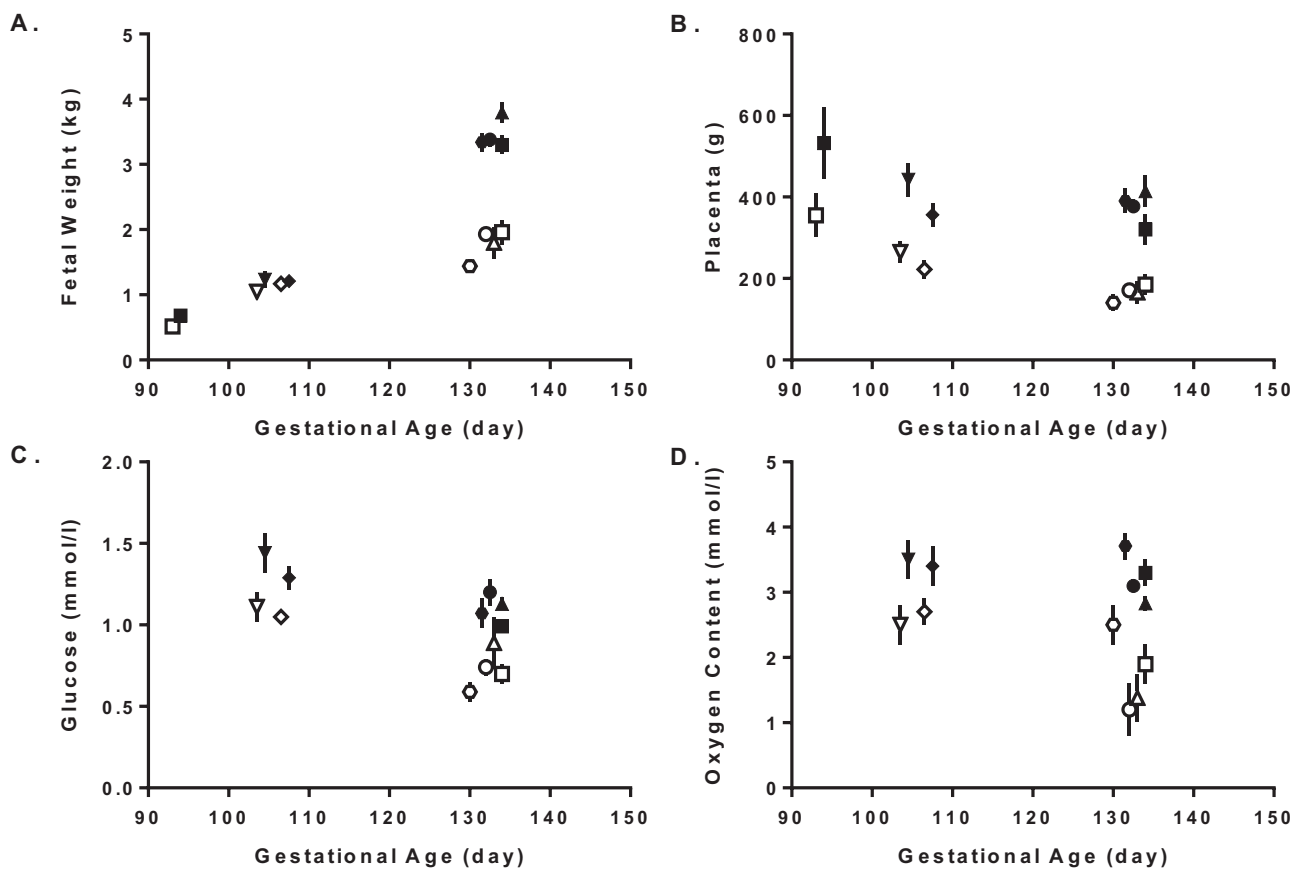 A.
5
4
3
2
1
0
Fetal Weight (kg)
90 100 110 120 130 140 150
Gestational Age (day)
B.
800
600
400
200
0
Placenta (g)
90 100 110 120 130 140 150
Gestational Age (day)
C.
2.0
1.5
1.0
0.5
0.0
Glucose (mmol/l)
90 100 110 120 130 140 150
Gestational Age (day)
D.
5
4
3
2
1
0
Oxygen Content (mmol/l)
90 100 110 120 130 140 150
Gestational Age (day)